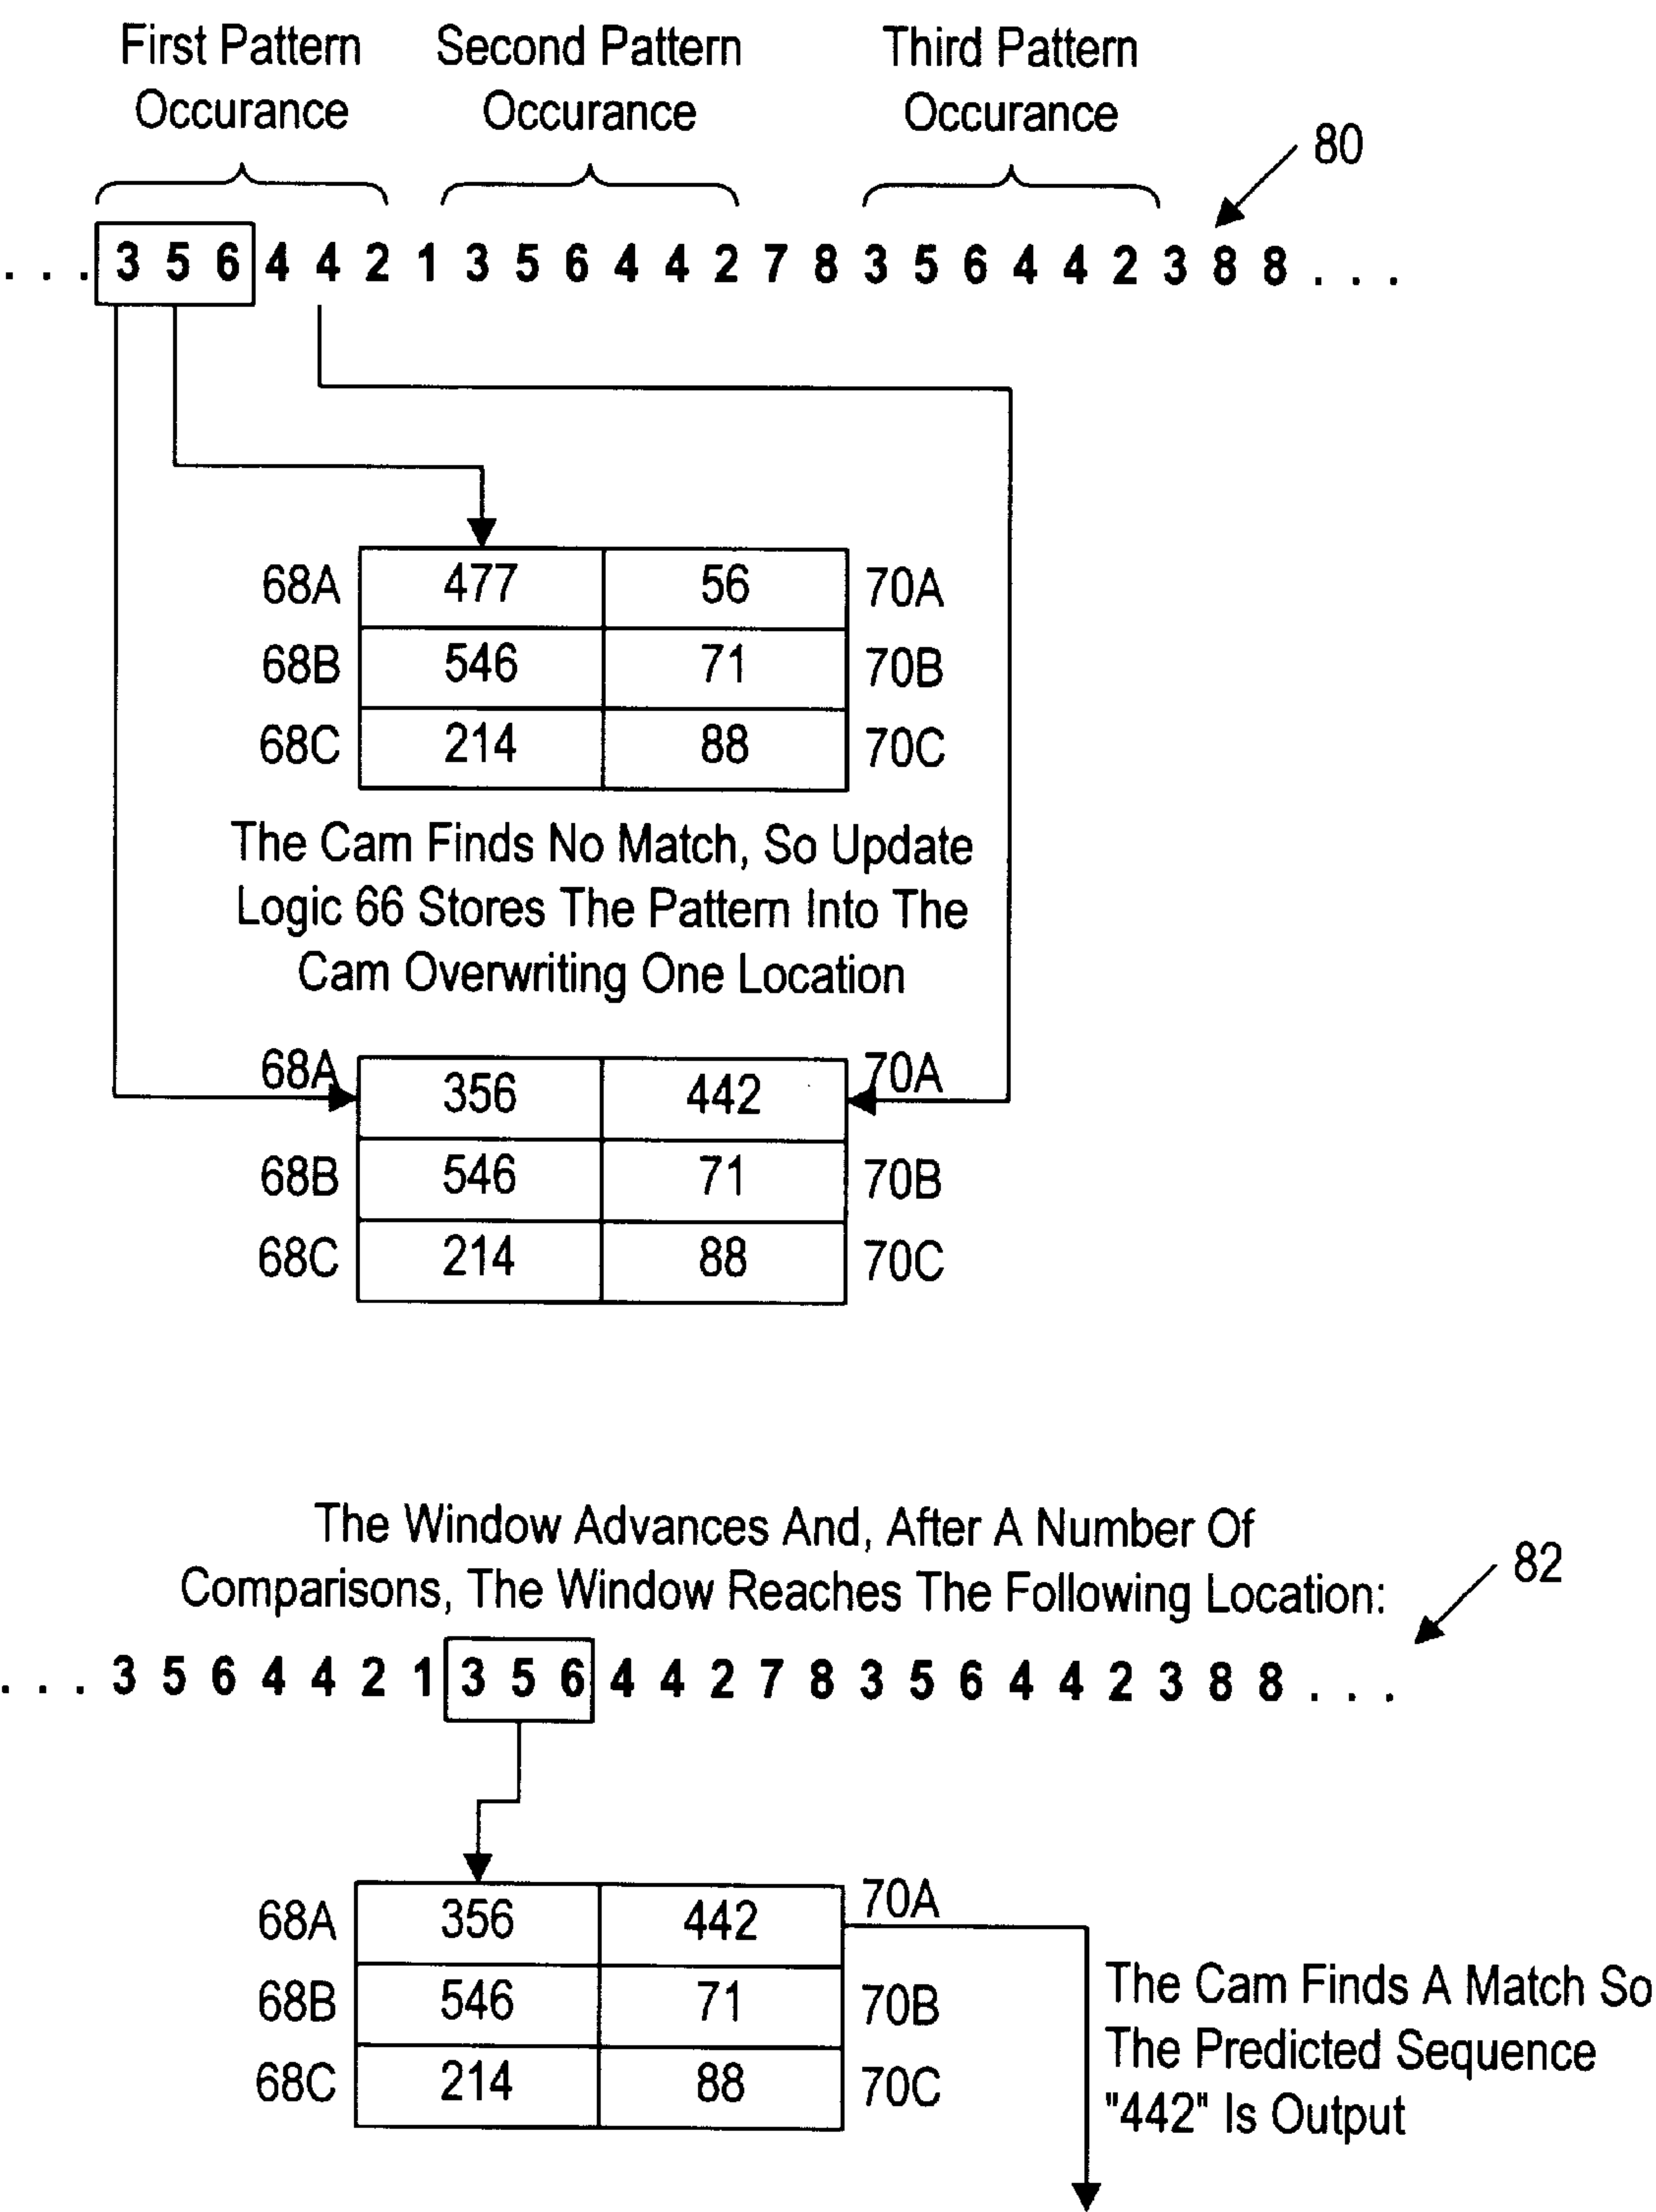 First Pattern Occurance
Second Pattern Occurance
Third Pattern Occurance
80
. . . 3 5 6 4 4 2 1 3 5 6 4 4 2 7 8 3 5 6 4 4 2 3 8 8 . . .
68A 477 56 70A
68B 546 71 70B
68C 214 88 70C
The Cam Finds No Match, So Update
Logic 66 Stores The Pattern Into The
Cam Overwriting One Location
68A 356 442 70A
68B 546 71 70B
68C 214 88 70C
The Window Advances And, After A Number Of
Comparisons, The Window Reaches The Following Location:
82
. . . 3 5 6 4 4 2 1 3 5 6 4 4 2 7 8 3 5 6 4 4 2 3 8 8 . . .
68A 356 442 70A
68B 546 71 70B
68C 214 88 70C
The Cam Finds A Match So
The Predicted Sequence
"442" Is Output